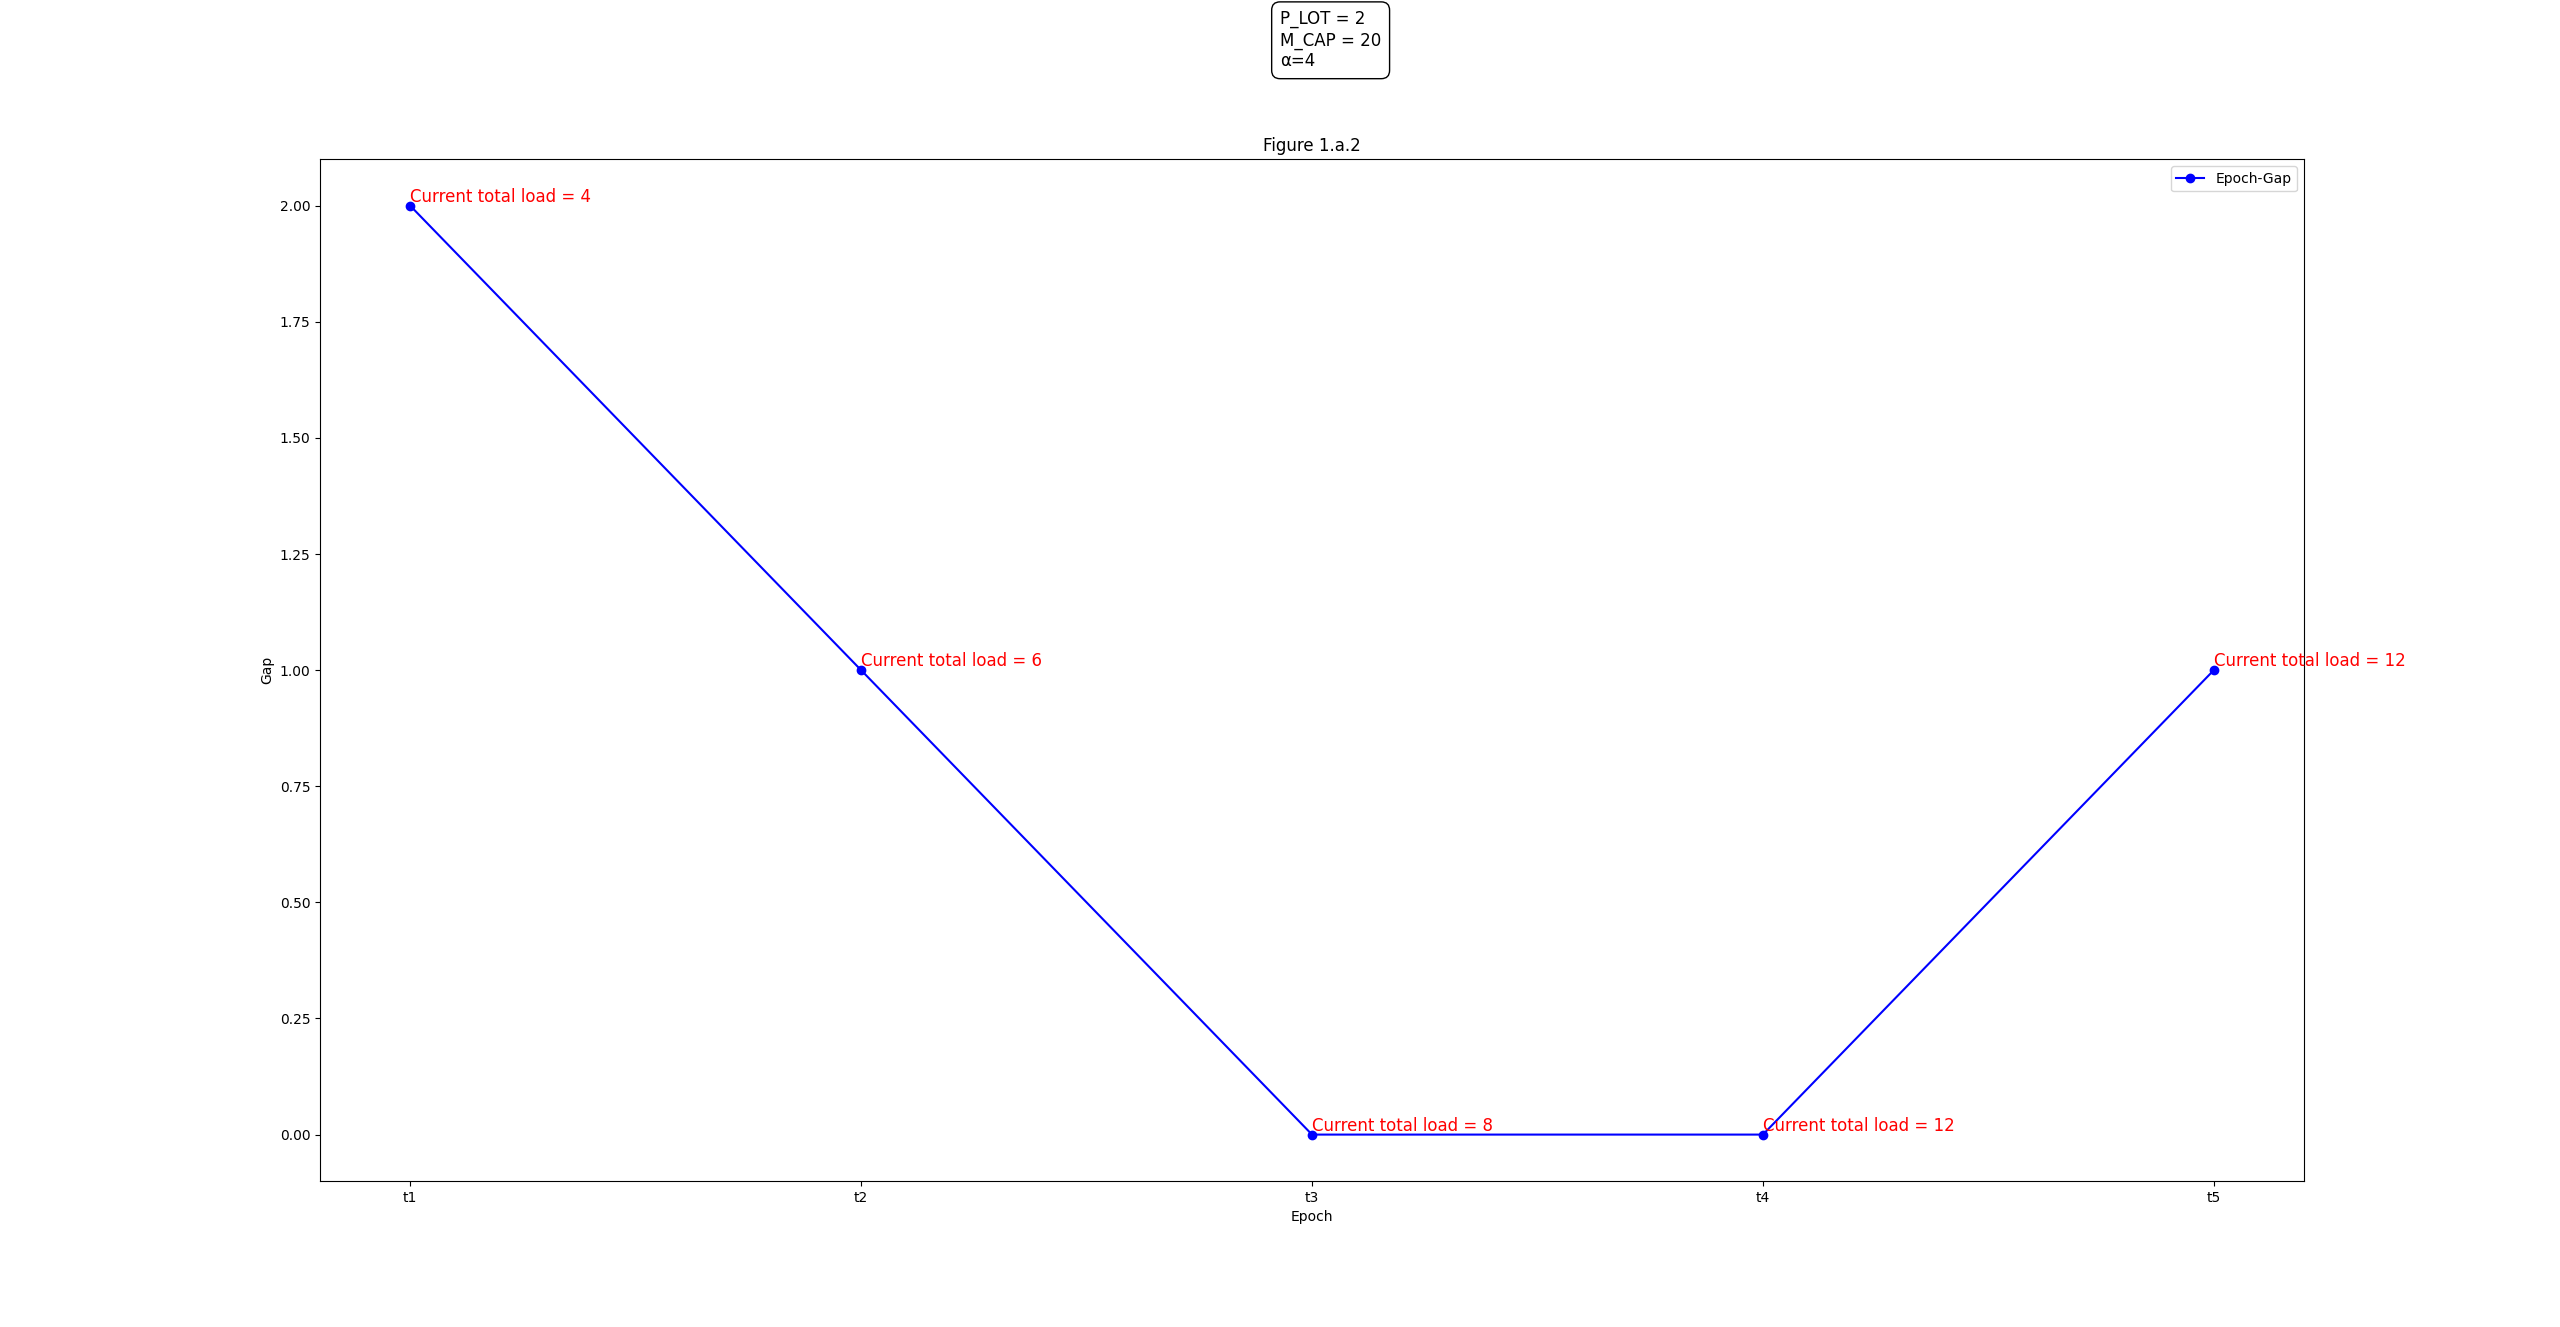 P_LOT = 2
M_CAP = 20
α=4
Figure 1.a.2
Epoch-Gap
Current total load = 4
2.00
1.75
1.50
1.25
Current total load = 6
Current total load = 12
1.00
Gap
0.75
0.50
0.25
Current total load = 8
Current total load = 12
0.00
t1 t2 t3 t4 t5
Epoch